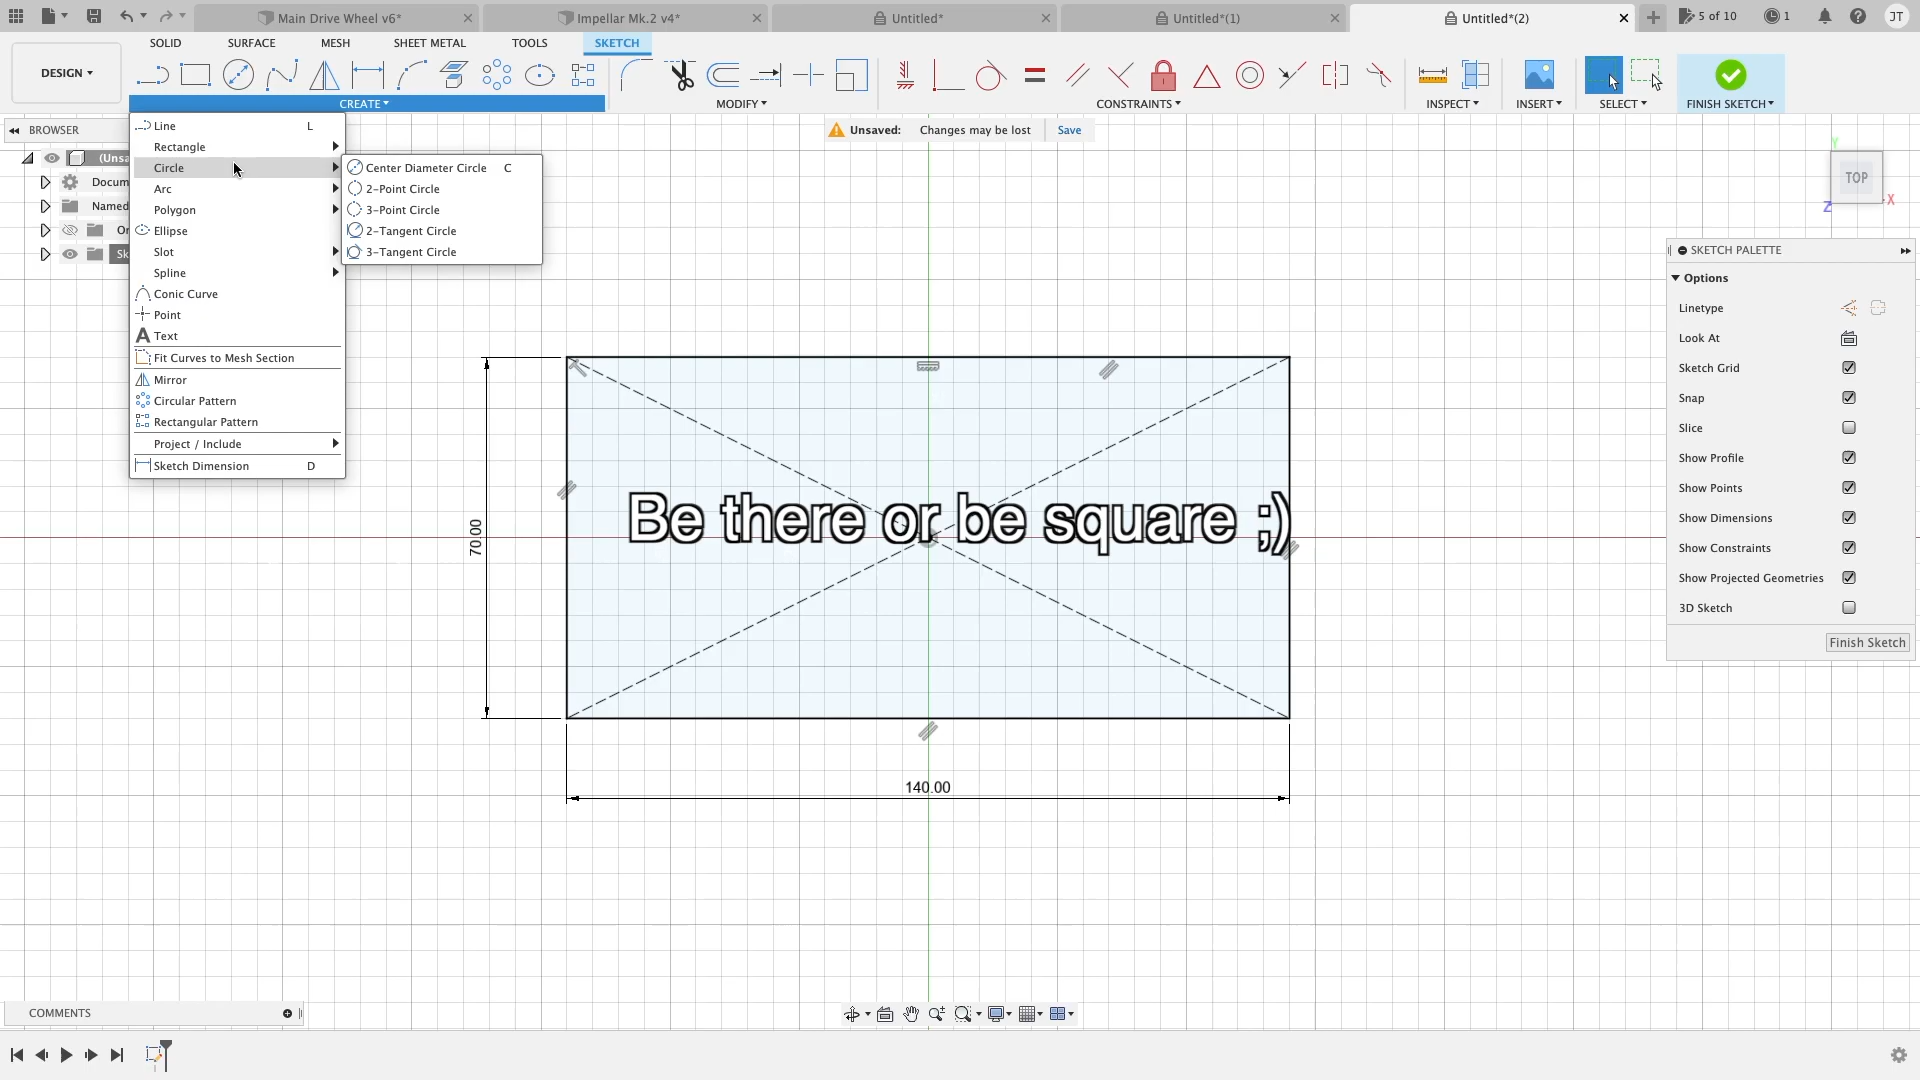 Main Drive Wheel v6*
Impellar Mk.2 v4*
Untitled*
Untitled*(1)
Untitled*(2)
5 of 10
1
JT
DESIGN
SOLID
SURFACE
MESH
SHEET METAL
TOOLS
SKETCH
CREATE
MODIFY
CONSTRAINTS
INSPECT
INSERT
SELECT
FINISH SKETCH
BROWSER
(Unsa
Docum
Named
Or
Sk
Line L
Rectangle
Circle
Arc
Polygon
Ellipse
Slot
Spline
Conic Curve
Point
Text
Fit Curves to Mesh Section
Mirror
Circular Pattern
Rectangular Pattern
Project / Include
Sketch Dimension D
Center Diameter Circle C
2-Point Circle
3-Point Circle
2-Tangent Circle
3-Tangent Circle
Unsaved: Changes may be lost Save
Y
TOP
Z
X
SKETCH PALETTE
Options
Linetype
Look At
Sketch Grid
Snap
Slice
Show Profile
Show Points
Show Dimensions
Show Constraints
Show Projected Geometries
3D Sketch
Finish Sketch
70.00
Be there or be square ;)
140.00
COMMENTS